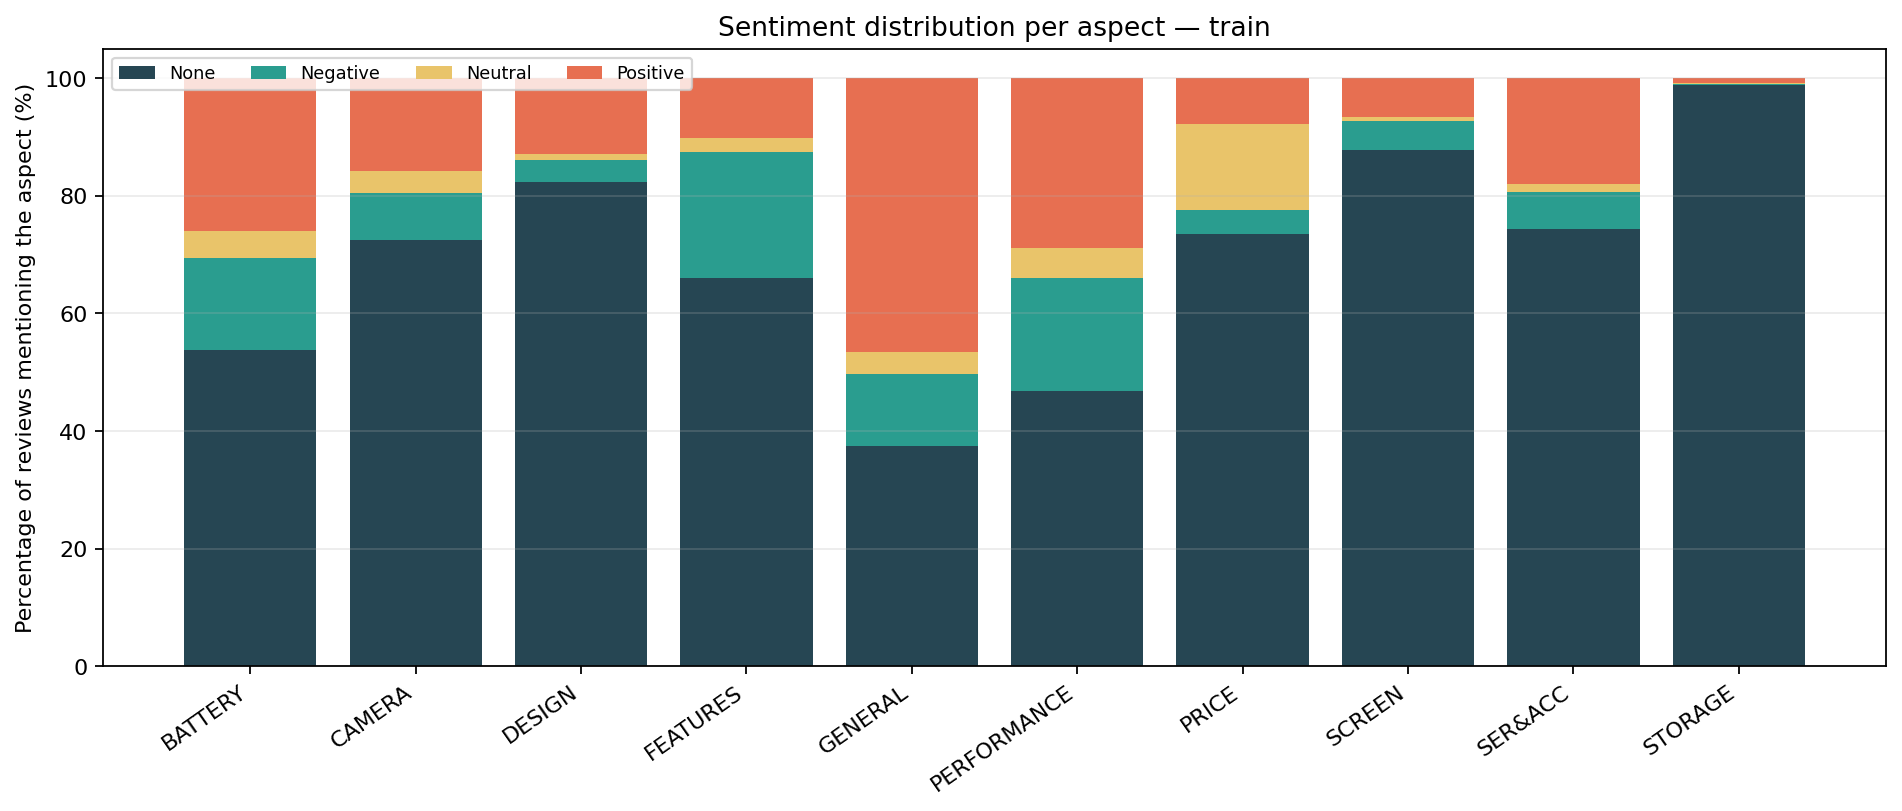 Sentiment distribution per aspect — train
None Negative Neutral Positive
Percentage of reviews mentioning the aspect (%)
100
80
60
40
20
0
BATTERY
CAMERA
DESIGN
FEATURES
GENERAL
PERFORMANCE
PRICE
SCREEN
SER&ACC
STORAGE